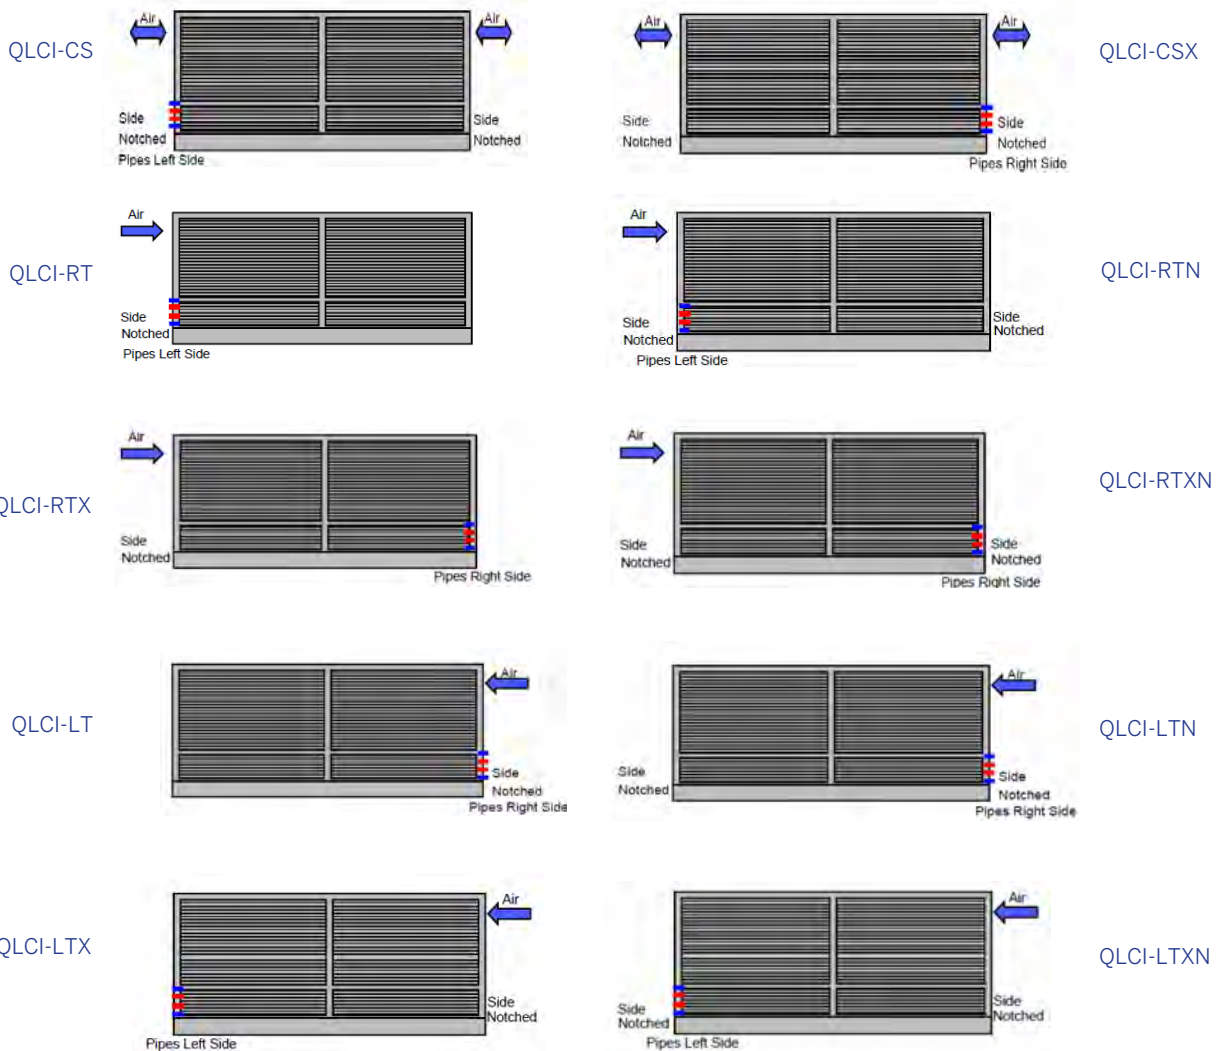 Air
Air
QLCI-CS
Side
Notched
Pipes Left Side
Side
Notched
Air
Air
QLCI-CSX
Side
Notched
Side
Notched
Pipes Right Side
Air
QLCI-RT
Side
Notched
Pipes Left Side
Air
QLCI-RTN
Side
Notched
Pipes Left Side
Side
Notched
Air
QLCI-RTX
Side
Notched
Pipes Right Side
Air
QLCI-RTXN
Side
Notched
Side
Notched
Pipes Right Side
Air
QLCI-LT
Side
Notched
Pipes Right Side
Air
QLCI-LTN
Side
Notched
Side
Notched
Pipes Right Side
Air
QLCI-LTX
Side
Notched
Pipes Left Side
Air
QLCI-LTXN
Side
Notched
Pipes Left Side
Side
Notched